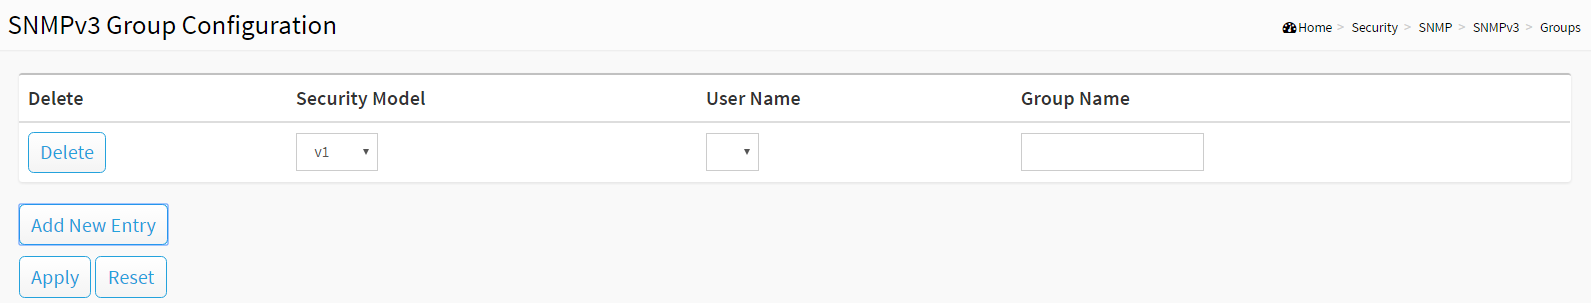 SNMPv3 Group Configuration
Home > Security > SNMP > SNMPv3 > Groups
Delete Security Model User Name Group Name
Delete v1
Add New Entry
Apply Reset